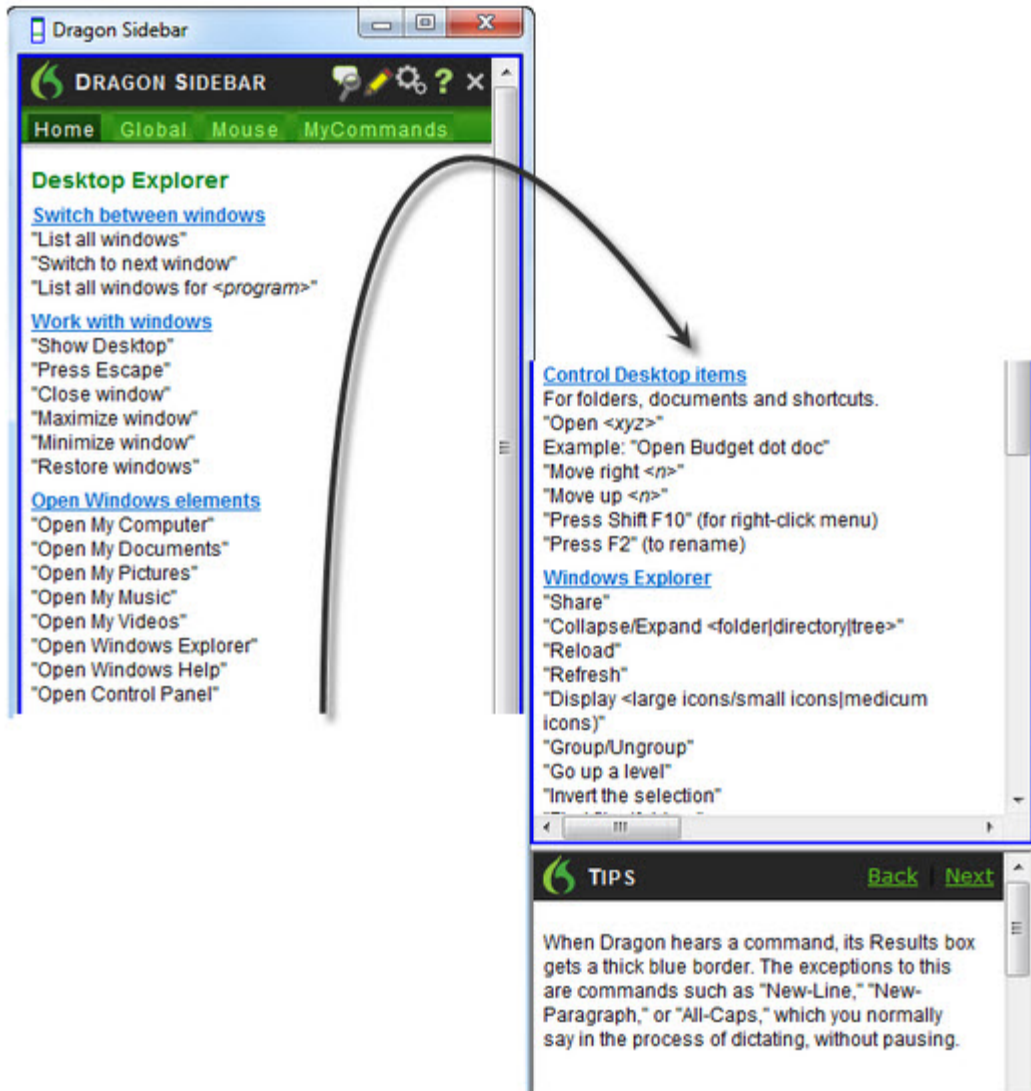 Dragon Sidebar
DRAGON SIDEBAR
Home Global Mouse MyCommands
Desktop Explorer
Switch between windows
"List all windows"
"Switch to next window"
"List all windows for <program>"
Work with windows
"Show Desktop"
"Press Escape"
"Close window"
"Maximize window"
"Minimize window"
"Restore windows"
Open Windows elements
"Open My Computer"
"Open My Documents"
"Open My Pictures"
"Open My Music"
"Open My Videos"
"Open Windows Explorer"
"Open Windows Help"
"Open Control Panel"
Control Desktop items
For folders, documents and shortcuts.
"Open <xyz>"
Example: "Open Budget dot doc"
"Move right <n>"
"Move up <n>"
"Press Shift F10" (for right-click menu)
"Press F2" (to rename)
Windows Explorer
"Share"
"Collapse/Expand <folder|directory|tree>"
"Reload"
"Refresh"
"Display <large icons/small icons|medicum
icons)"
"Group/Ungroup"
"Go up a level"
"Invert the selection"
TIPS Back | Next
When Dragon hears a command, its Results box
gets a thick blue border. The exceptions to this
are commands such as "New-Line," "New-
Paragraph," or "All-Caps," which you normally
say in the process of dictating, without pausing.